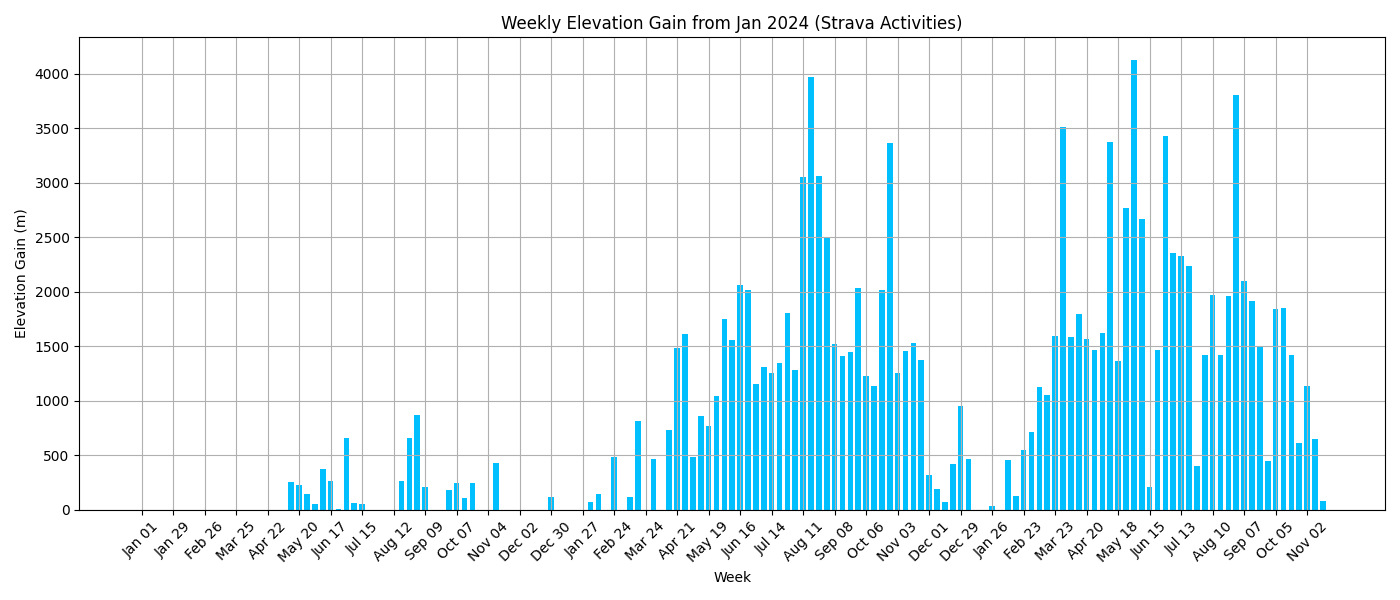 Weekly Elevation Gain from Jan 2024 (Strava Activities)
Elevation Gain (m)
4000
3500
3000
2500
2000
1500
1000
500
0
Jan 01
Jan 29
Feb 26
Mar 25
Apr 22
May 20
Jun 17
Jul 15
Aug 12
Sep 09
Oct 07
Nov 04
Dec 02
Dec 30
Jan 27
Feb 24
Mar 24
Apr 21
May 19
Jun 16
Jul 14
Aug 11
Sep 08
Oct 06
Nov 03
Dec 01
Dec 29
Jan 26
Feb 23
Mar 23
Apr 20
May 18
Jun 15
Jul 13
Aug 10
Sep 07
Oct 05
Nov 02
Week